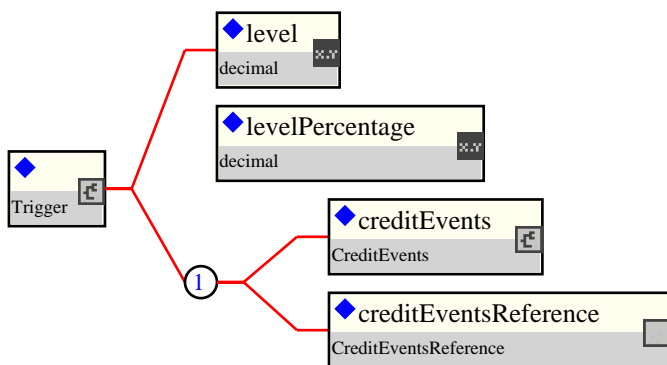 level
x.y
decimal
levelPercentage
x.y
decimal
Trigger
creditEvents
CreditEvents
1
creditEventsReference
CreditEventsReference